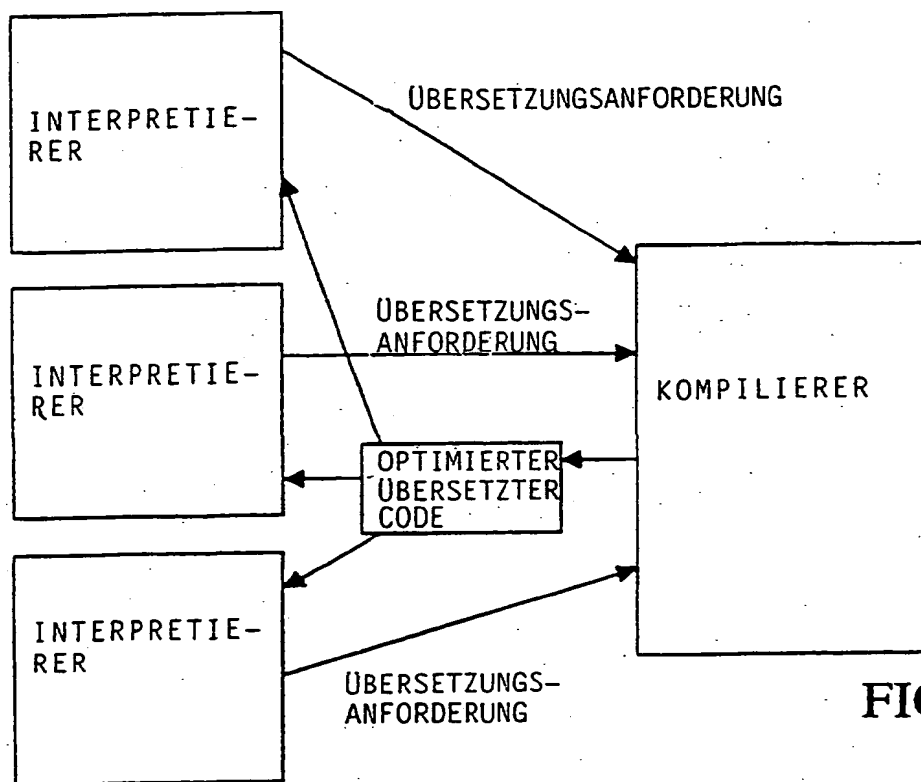 INTERPRETIE-
RER
ÜBERSETZUNGSANFORDERUNG
INTERPRETIE-
RER
ÜBERSETZUNGS-
ANFORDERUNG
KOMPILIERER
OPTIMIERTER
ÜBERSETZTER
CODE
INTERPRETIE-
RER
ÜBERSETZUNGS-
ANFORDERUNG